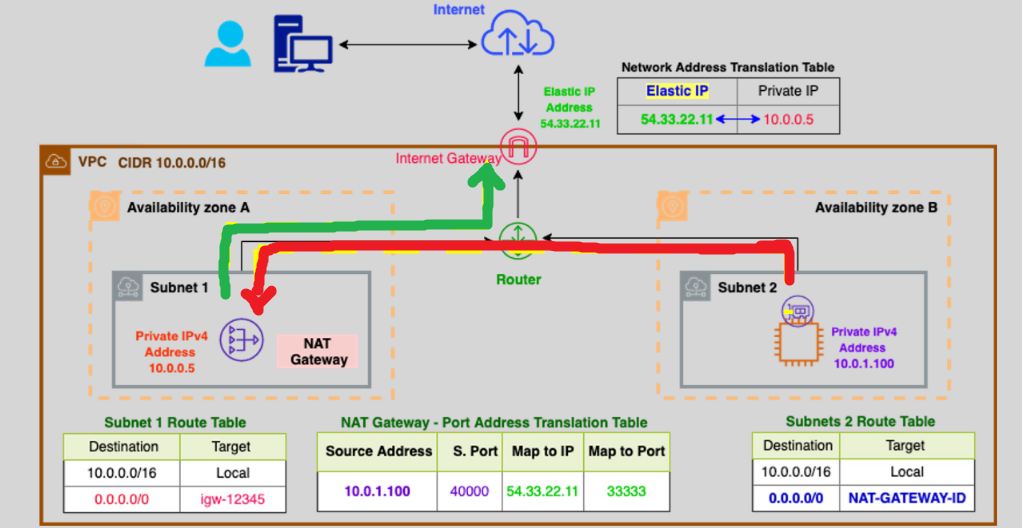 Internet
Network Address Translation Table
Elastic IP Private IP
54.33.22.11 10.0.0.5
Elastic IP
Address
54.33.22.11
Internet Gateway
VPC CIDR 10.0.0.0/16
Availability zone A
Availability zone B
Router
Subnet 1
Private IPv4
Address
10.0.0.5
NAT
Gateway
Subnet 2
Private IPv4
Address
10.0.1.100
Subnet 1 Route Table
Destination Target
10.0.0.0/16 Local
0.0.0.0/0 igw-12345
NAT Gateway - Port Address Translation Table
Source Address S. Port Map to IP Map to Port
10.0.1.100 40000 54.33.22.11 33333
Subnets 2 Route Table
Destination Target
10.0.0.0/16 Local
0.0.0.0/0 NAT-GATEWAY-ID